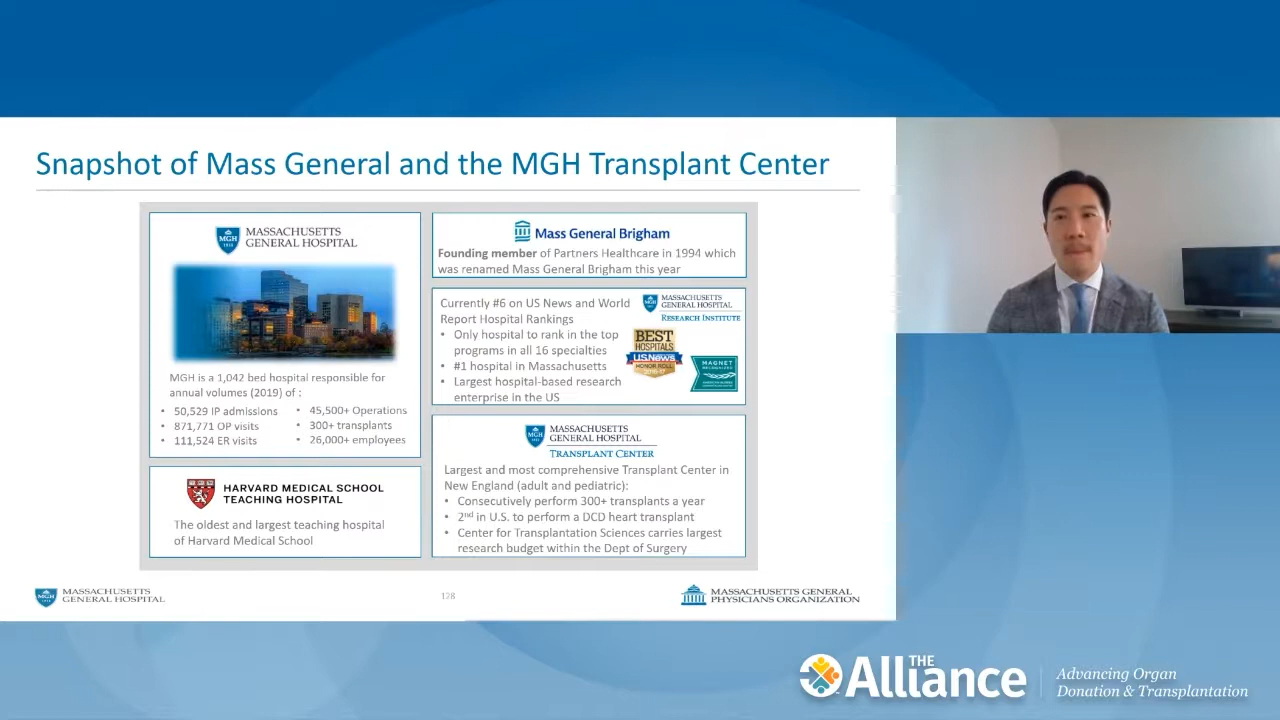 Snapshot of Mass General and the MGH Transplant Center
MGH
1811
MASSACHUSETTS
GENERAL HOSPITAL
MGH is a 1,042 bed hospital responsible for
annual volumes (2019) of :
• 50,529 IP admissions
• 871,771 OP visits
• 111,524 ER visits
• 45,500+ Operations
• 300+ transplants
• 26,000+ employees
HARVARD MEDICAL SCHOOL
TEACHING HOSPITAL
The oldest and largest teaching hospital
of Harvard Medical School
Mass General Brigham
Founding member of Partners Healthcare in 1994 which
was renamed Mass General Brigham this year
Currently #6 on US News and World
Report Hospital Rankings
• Only hospital to rank in the top
programs in all 16 specialties
• #1 hospital in Massachusetts
• Largest hospital-based research
enterprise in the US
MASSACHUSETTS
GENERAL HOSPITAL
RESEARCH INSTITUTE
BEST
HOSPITALS
U.S.News
HONOR ROLL
MAGNET
RECOGNIZED
MGH
MASSACHUSETTS
GENERAL HOSPITAL
TRANSPLANT CENTER
Largest and most comprehensive Transplant Center in
New England (adult and pediatric):
• Consecutively perform 300+ transplants a year
• 2nd in U.S. to perform a DCD heart transplant
• Center for Transplantation Sciences carries largest
research budget within the Dept of Surgery
MASSACHUSETTS
GENERAL HOSPITAL
128
MASSACHUSETTS GENERAL
PHYSICIANS ORGANIZATION
THE
Alliance
Advancing Organ
Donation & Transplantation